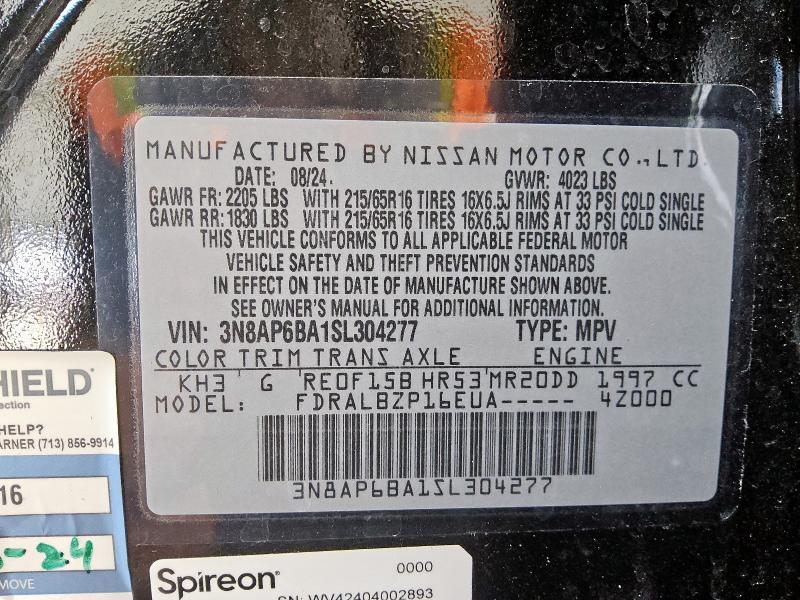 MANUFACTURED BY NISSAN MOTOR CO.,LTD.
DATE: 08/24. GVWR: 4023 LBS
GAWR FR: 2205 LBS WITH 215/65R16 TIRES 16X6.5J RIMS AT 33 PSI COLD SINGLE
GAWR RR: 1830 LBS WITH 215/65R16 TIRES 16X6.5J RIMS AT 33 PSI COLD SINGLE
THIS VEHICLE CONFORMS TO ALL APPLICABLE FEDERAL MOTOR
VEHICLE SAFETY AND THEFT PREVENTION STANDARDS
IN EFFECT ON THE DATE OF MANUFACTURE SHOWN ABOVE.
SEE OWNER'S MANUAL FOR ADDITIONAL INFORMATION.
VIN: 3N8AP6BA1SL304277 TYPE: MPV
COLOR TRIM TRANS AXLE ENGINE
KH3 G RE0F15B HR53 MR20DD 1997 CC
MODEL: FDRALBZP16EUA----- 4Z000
3N8AP6BA1SL304277
HIELD®
ection
HELP?
ARNER (713) 856-9914
16
-24
MOVE
Spireon® 0000
SN: WV42404002893